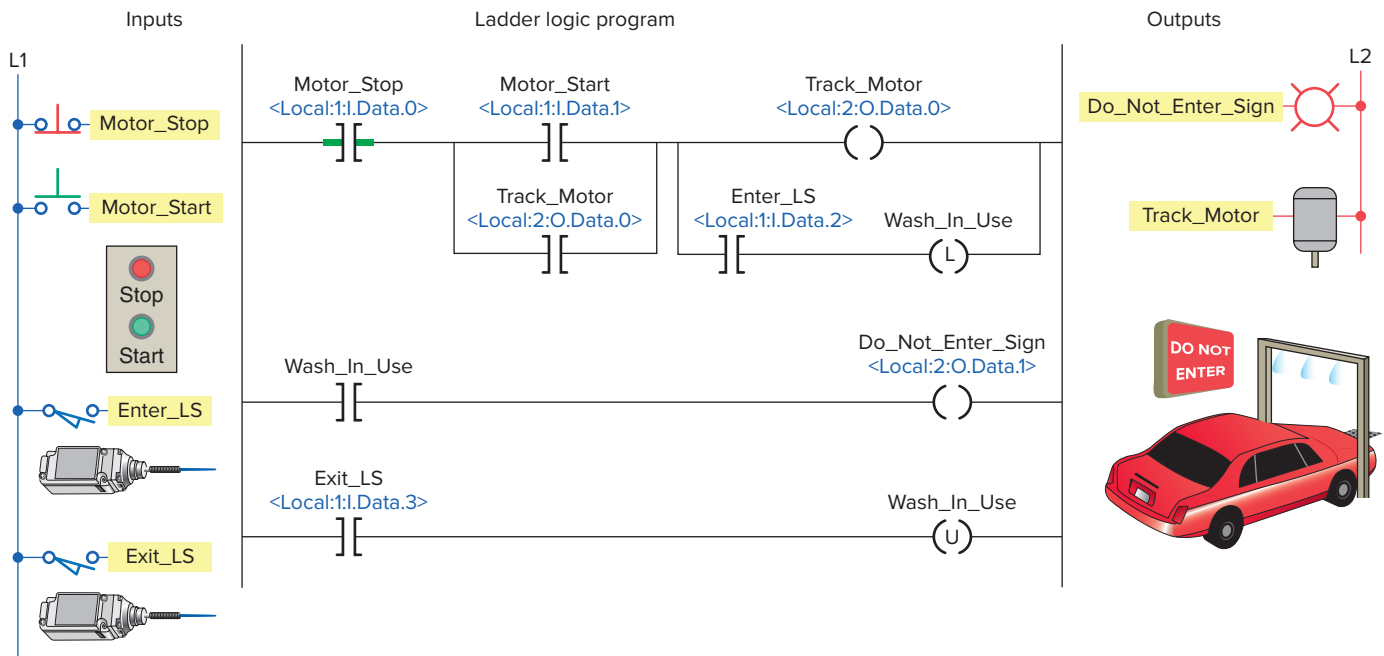 Inputs
Ladder logic program
Outputs
L1
L2
Motor_Stop
<Local:1:I.Data.0>
Motor_Start
<Local:1:I.Data.1>
Track_Motor
<Local:2:O.Data.0>
Motor_Stop
Do_Not_Enter_Sign
Motor_Start
Track_Motor
<Local:2:O.Data.0>
Enter_LS
<Local:1:I.Data.2>
Wash_In_Use
L
Track_Motor
Stop
Start
Wash_In_Use
Do_Not_Enter_Sign
<Local:2:O.Data.1>
DO NOT
ENTER
Enter_LS
Exit_LS
<Local:1:I.Data.3>
Wash_In_Use
U
Exit_LS